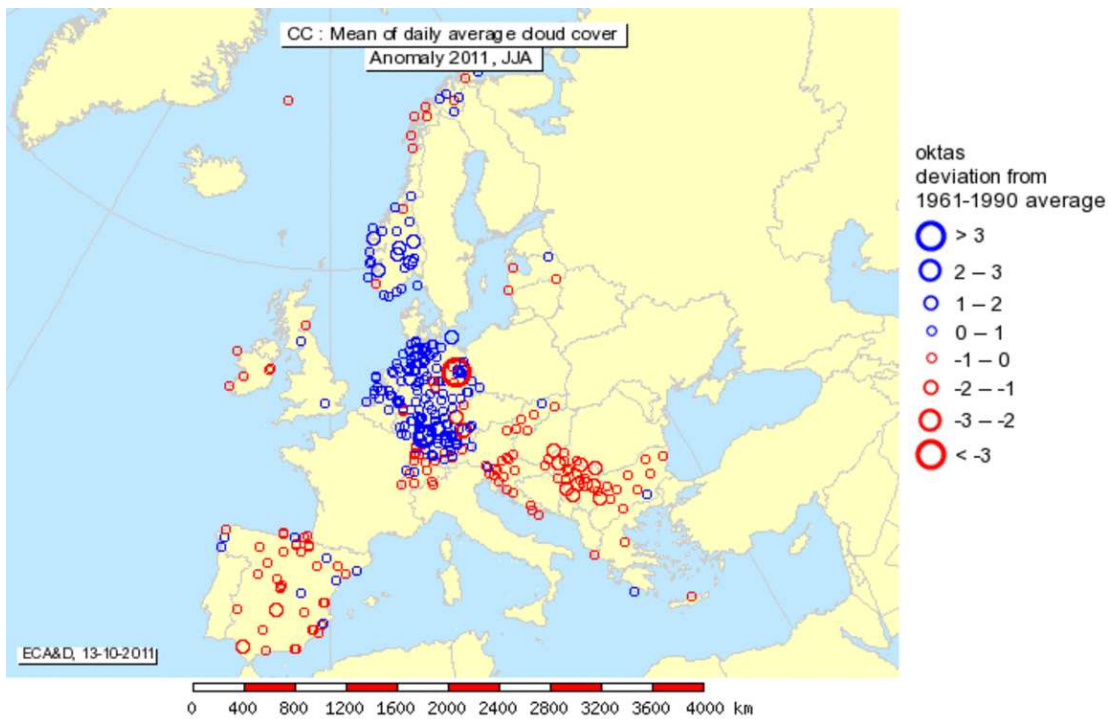 CC : Mean of daily average cloud cover
Anomaly 2011 , JJA
oktas
deviation from
1961-1990 average
> 3
2 – 3
1 – 2
0 – 1
-1 – 0
-2 – -1
-3 – -2
< -3
ECA&D, 13-10-2011
0 400 800 1200 1600 2000 2400 2800 3200 3600 4000 km